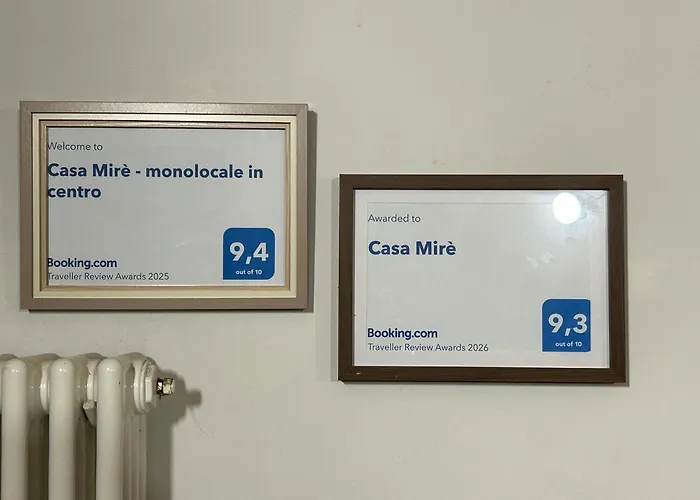 Welcome to
Casa Mirè - monolocale in
centro
9,4
out of 10
Booking.com
Traveller Review Awards 2025
Awarded to
Casa Mirè
9,3
out of 10
Booking.com
Traveller Review Awards 2026